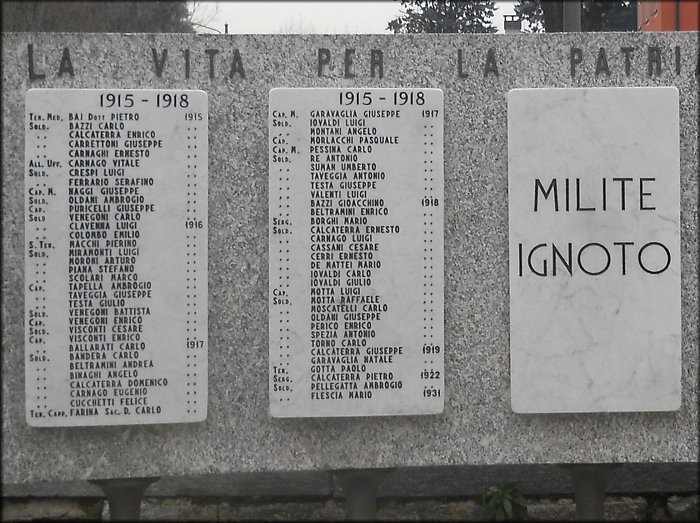 LA VITA PER LA PATRIA
1915 - 1918
TEN. MED. BAI DOTT PIETRO 1915
SOLD. BAZZI CARLO
CALCATERRA ENRICO
CARRETTONI GIUSEPPE
CARNAGHI ERNESTO
ALL. UFF. CARNAGO VITALE
SOLD. CRESPI LUIGI
FERRARIO SERAFINO
CAP. M. NAGGI GIUSEPPE
SOLD. OLDANI AMBROGIO
CAP. PURICELLI GIUSEPPE
SOLD VENEGONI CARLO
CLAVENNA LUIGI 1916
COLOMBO EMILIO
S. TEN. MACCHI PIERINO
SOLD. MIRAMONTI LUIGI
MORONI ARTURO
PIANA STEFANO
SCOLARI MARCO
CAP. TAPELLA AMBROGIO
TAVEGGIA GIUSEPPE
TESTA GIULIO
SOLD. VENEGONI BATTISTA
CAP. VENEGONI ENRICO
SOLD. VISCONTI CESARE
CAP. VISCONTI ENRICO
BALLARATI CARLO 1917
SOLD. BANDERA CARLO
BELTRAMINI ANDREA
BINAGHI ANGELO
CALCATERRA DOMENICO
CARNAGO EUGENIO
CUCCHETTI FELICE
TEN. CAPP. FARINA SAC. D. CARLO
1915 - 1918
CAP. M. GARAVAGLIA GIUSEPPE 1917
SOLD. IOVALDI LUIGI
MONTANI ANGELO
CAP. MORLACCHI PASQUALE
CAP. M. PESSINA CARLO
SOLD. RE ANTONIO
SUMAN UMBERTO
TAVEGGIA ANTONIO
TESTA GIUSEPPE
VALENTI LUIGI
BAZZI GIOACCHINO 1918
BELTRAMINI ENRICO
SERG. BORGHI MARIO
SOLD. CALCATERRA ERNESTO
CARNAGO LUIGI
CASSANI CESARE
CERRI ERNESTO
DE MATTEI MARIO
IOVALDI CARLO
IOVALDI GIULIO
CAP. MOTTA LUIGI
SOLD. MOTTA RAFFAELE
MOSCATELLI CARLO
OLDANI GIUSEPPE
PERICO ENRICO
SPEZIA ANTONIO
TORNO CARLO
CALCATERRA GIUSEPPE 1919
GARAVAGLIA NATALE
TEN. GOTTA PAOLO
SERG. CALCATERRA PIETRO 1922
SOLD. PELLEGATTA AMBROGIO
FLESCIA MARIO 1931
MILITE
IGNOTO